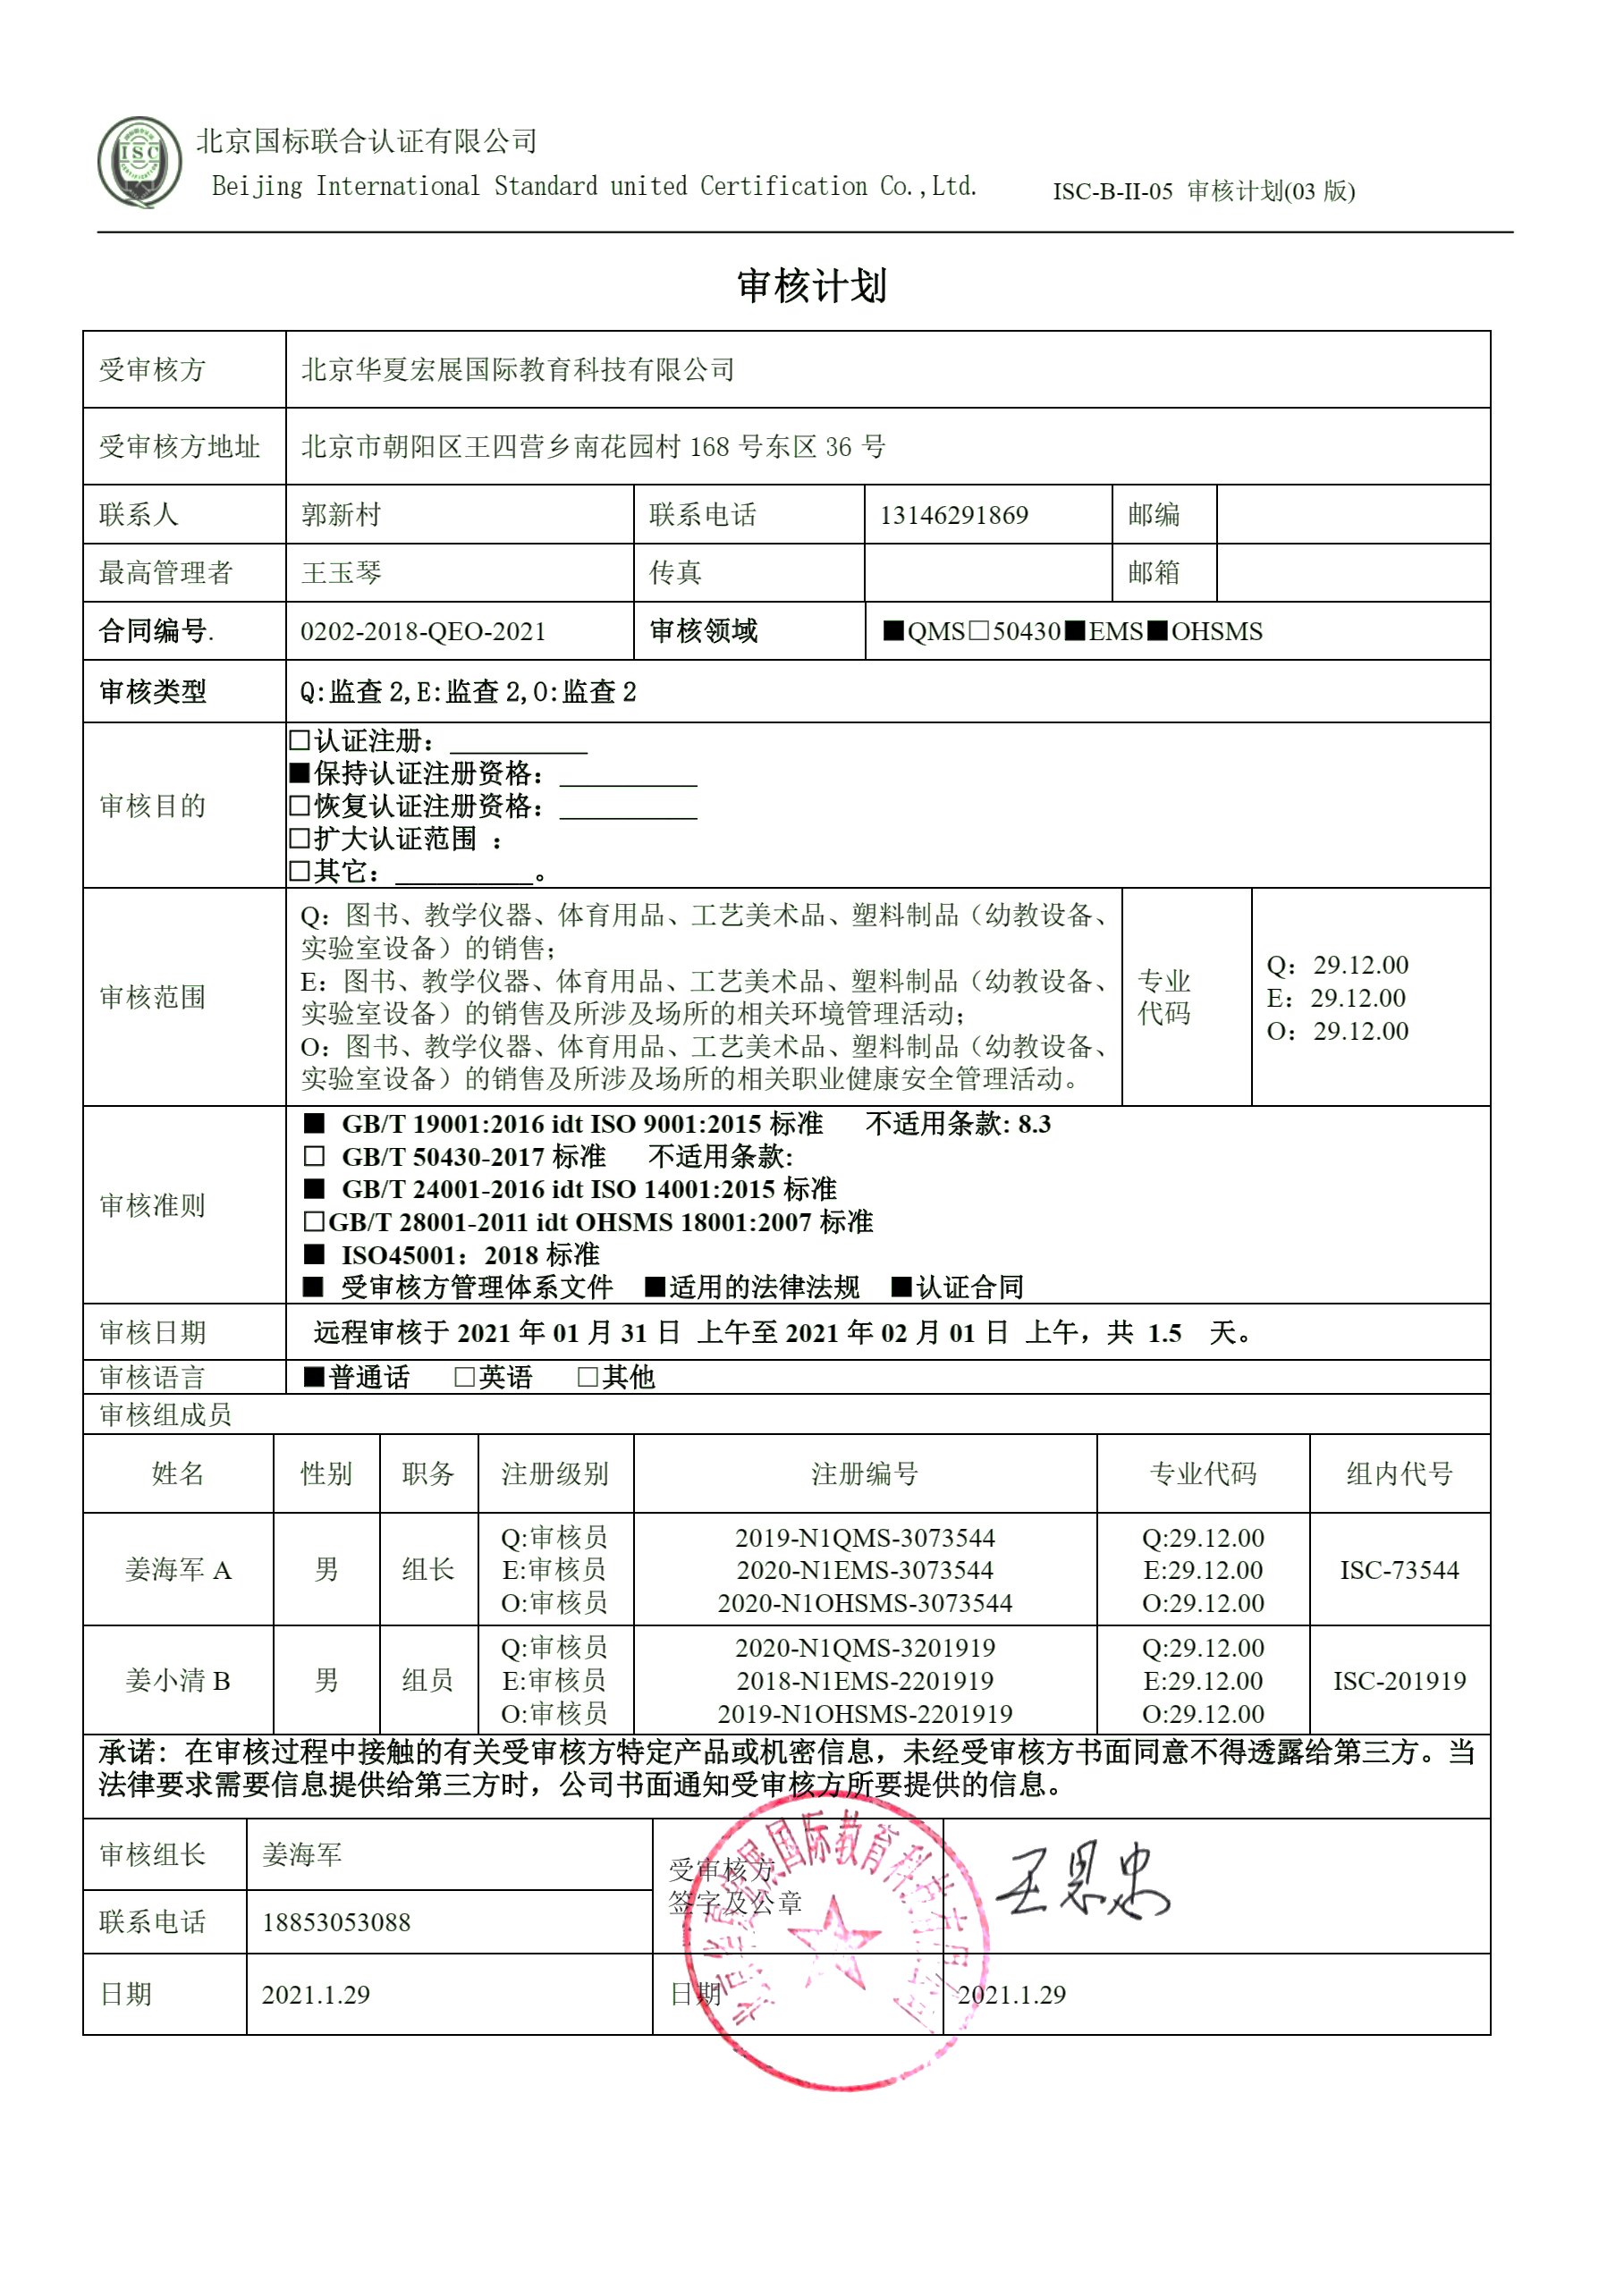 北京国标联合认证有限公司
Beijing International Standard united Certification Co.,Ltd. ISC-B-II-05 审核计划(03 版)
ISC
审核计划
受审核方 北京华夏宏展国际教育科技有限公司
受审核方地址 北京市朝阳区王四营乡南花园村 168 号东区 36 号
联系人 郭新村 联系电话 13146291869 邮编
最高管理者 王玉琴 传真 邮箱
合同编号. 0202-2018-QEO-2021 审核领域 ■QMS□50430■EMS■OHSMS
审核类型 Q:监查 2,E:监查 2,O:监查 2
审核目的
□认证注册：__________
■保持认证注册资格：__________
□恢复认证注册资格：__________
□扩大认证范围 ：
□其它：__________。
审核范围
Q：图书、教学仪器、体育用品、工艺美术品、塑料制品（幼教设备、
实验室设备）的销售；
E：图书、教学仪器、体育用品、工艺美术品、塑料制品（幼教设备、
实验室设备）的销售及所涉及场所的相关环境管理活动；
O：图书、教学仪器、体育用品、工艺美术品、塑料制品（幼教设备、
实验室设备）的销售及所涉及场所的相关职业健康安全管理活动。
专业
代码
Q：29.12.00
E：29.12.00
O：29.12.00
审核准则
■ GB/T 19001:2016 idt ISO 9001:2015 标准 不适用条款: 8.3
□ GB/T 50430-2017 标准 不适用条款:
■ GB/T 24001-2016 idt ISO 14001:2015 标准
□GB/T 28001-2011 idt OHSMS 18001:2007 标准
■ ISO45001：2018 标准
■ 受审核方管理体系文件 ■适用的法律法规 ■认证合同
审核日期 远程审核于 2021 年 01 月 31 日 上午至 2021 年 02 月 01 日 上午，共 1.5 天。
审核语言 ■普通话 □英语 □其他
审核组成员
姓名 性别 职务 注册级别 注册编号 专业代码 组内代号
姜海军 A 男 组长
Q:审核员 2019-N1QMS-3073544 Q:29.12.00
E:审核员 2020-N1EMS-3073544 E:29.12.00
O:审核员 2020-N1OHSMS-3073544 O:29.12.00
ISC-73544
姜小清 B 男 组员
Q:审核员 2020-N1QMS-3201919 Q:29.12.00
E:审核员 2018-N1EMS-2201919 E:29.12.00
O:审核员 2019-N1OHSMS-2201919 O:29.12.00
ISC-201919
承诺: 在审核过程中接触的有关受审核方特定产品或机密信息，未经受审核方书面同意不得透露给第三方。当
法律要求需要信息提供给第三方时，公司书面通知受审核方所要提供的信息。
审核组长 姜海军
受审核方
签字及公章
王恩忠
联系电话 18853053088
日期 2021.1.29 日期 2021.1.29